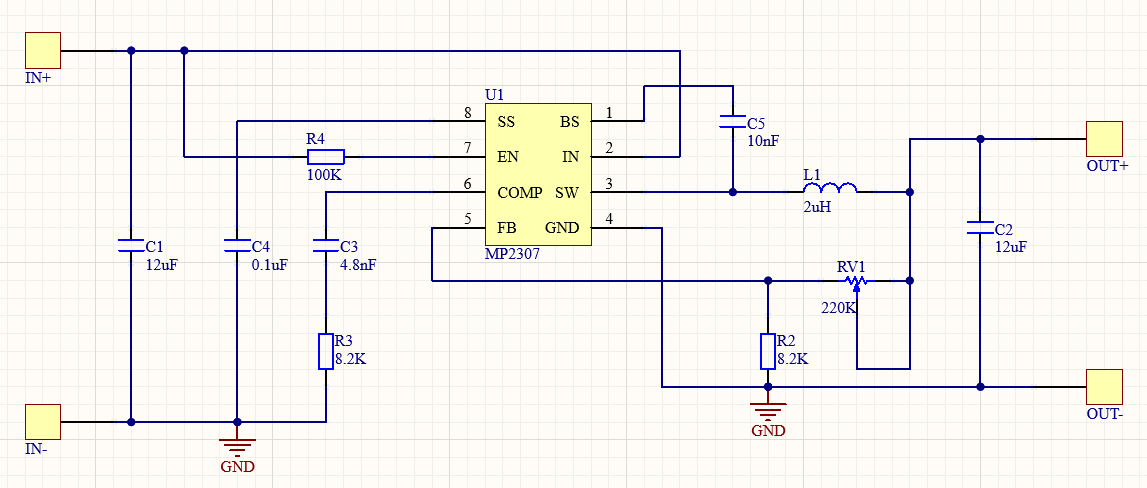 IN+
U1
8
SS
BS
1
C5
10nF
R4
100K
7
EN
IN
2
OUT+
6
COMP
SW
3
L1
2uH
5
FB
GND
4
MP2307
C1
12uF
C4
0.1uF
C3
4.8nF
C2
12uF
RV1
220K
R3
8.2K
R2
8.2K
IN-
GND
GND
OUT-